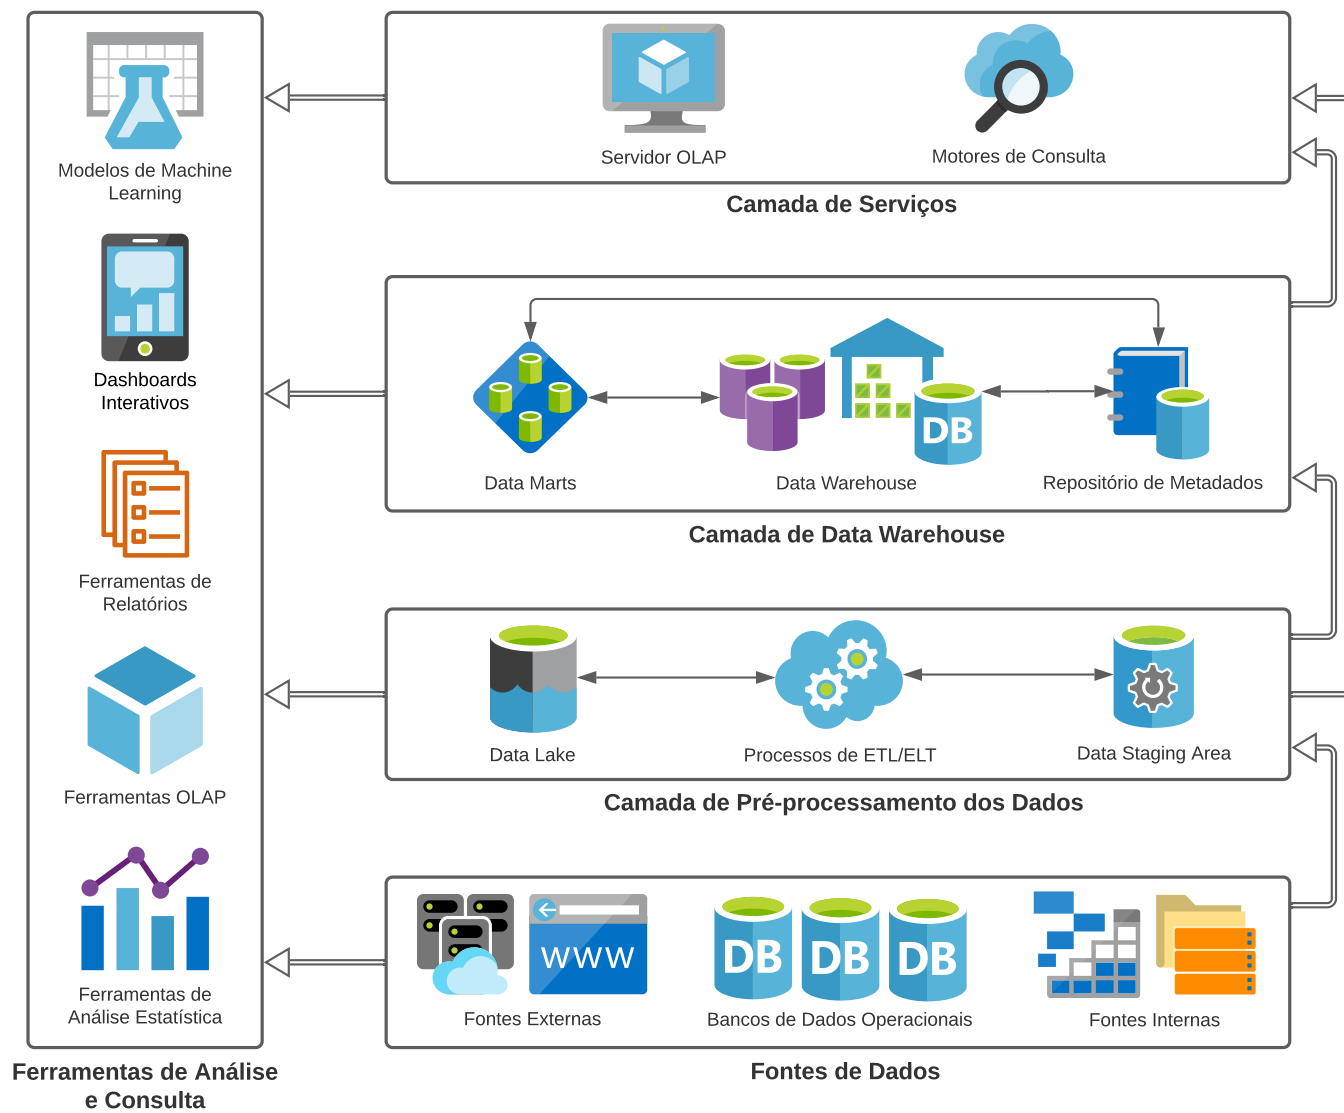 Modelos de Machine
Learning
Dashboards
Interativos
Ferramentas de
Relatórios
Ferramentas OLAP
Ferramentas de
Análise Estatística
Ferramentas de Análise
e Consulta
Servidor OLAP
Motores de Consulta
Camada de Serviços
DB
Data Marts
Data Warehouse
Repositório de Metadados
Camada de Data Warehouse
Data Lake
Processos de ETL/ELT
Data Staging Area
Camada de Pré-processamento dos Dados
www
DB
DB
DB
Fontes Externas
Bancos de Dados Operacionais
Fontes Internas
Fontes de Dados